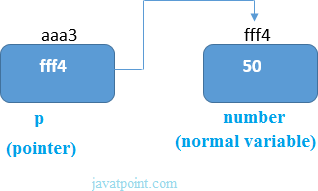 aaa3 fff4
fff4 50
p number
(pointer) (normal variable)
javatpoint.com